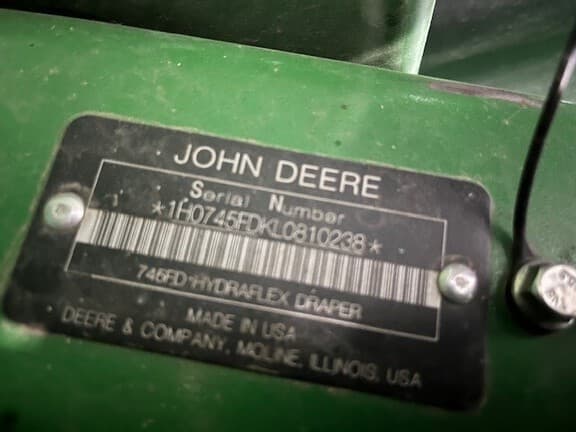 JOHN DEERE
Serial Number
*1H0745FDKL0810238*
745FD HYDRAFLEX DRAPER
MADE IN USA
DEERE & COMPANY, MOLINE, ILLINOIS, USA